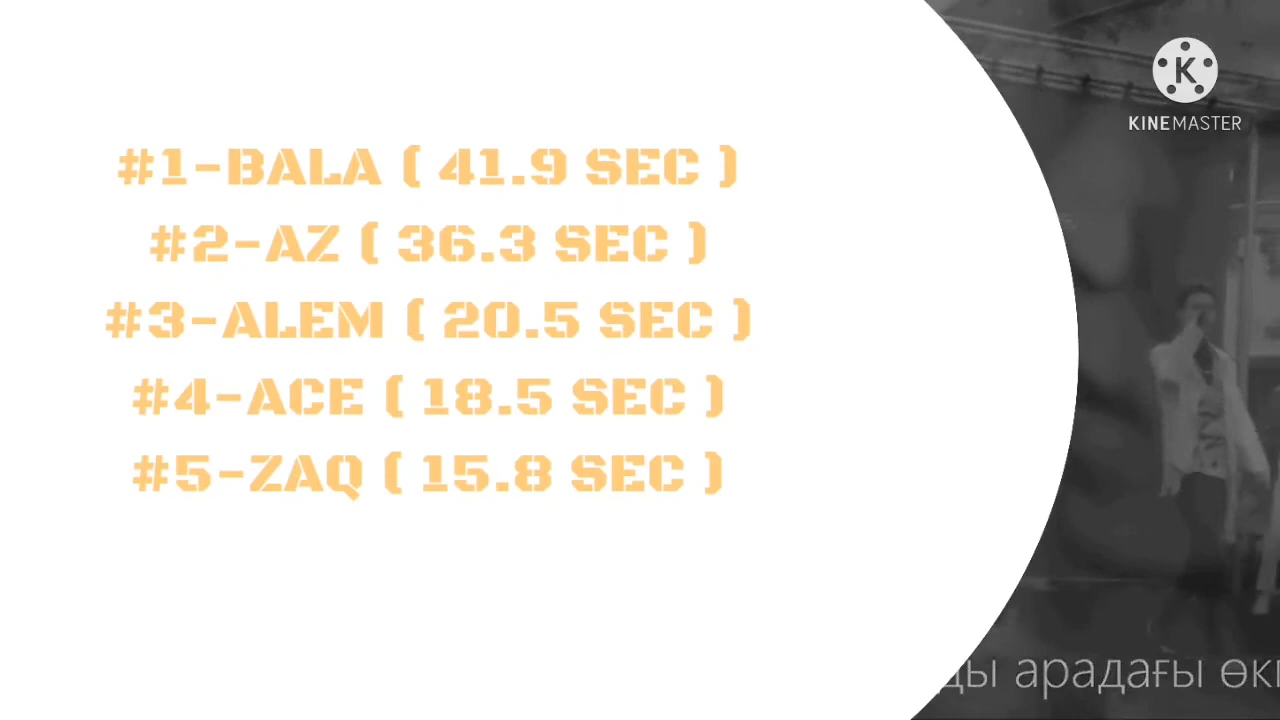 #1-BALA ( 41.9 SEC )
#2-AZ ( 36.3 SEC )
#3-ALEM ( 20.5 SEC )
#4-ACE ( 18.5 SEC )
#5-ZAQ ( 15.8 SEC )
K
KINEMASTER
арадағы